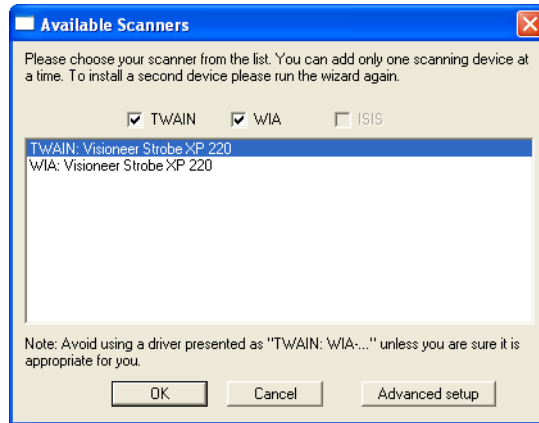 Available Scanners
Please choose your scanner from the list. You can add only one scanning device at
a time. To install a second device please run the wizard again.
TWAIN WIA ISIS
TWAIN: Visioneer Strobe XP 220
WIA: Visioneer Strobe XP 220
Note: Avoid using a driver presented as "TWAIN: WIA-..." unless you are sure it is
appropriate for you.
OK Cancel Advanced setup